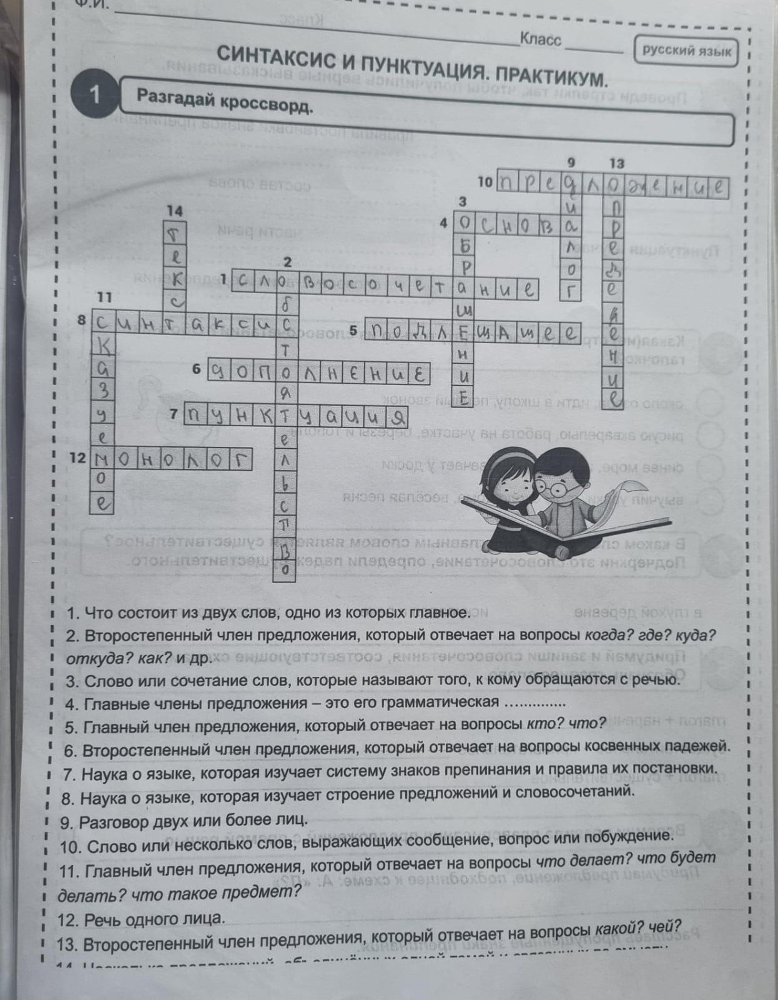 Ф.И.
Класс
русский язык
СИНТАКСИС И ПУНКТУАЦИЯ. ПРАКТИКУМ.
1 Разгадай кроссворд.
9 13
10 предложение
3
14
4 основа
2
1 словосочетание
11
8 синтаксис
5 подлещащее
6 дополнение
7 пунктуация
12 монолог
текст
обстоятельство
обращение
диалог
определение
сказуемое
1. Что состоит из двух слов, одно из которых главное.
2. Второстепенный член предложения, который отвечает на вопросы когда? где? куда?
откуда? как? и др.
3. Слово или сочетание слов, которые называют того, к кому обращаются с речью.
4. Главные члены предложения – это его грамматическая ..............
5. Главный член предложения, который отвечает на вопросы кто? что?
6. Второстепенный член предложения, который отвечает на вопросы косвенных падежей.
7. Наука о языке, которая изучает систему знаков препинания и правила их постановки.
8. Наука о языке, которая изучает строение предложений и словосочетаний.
9. Разговор двух или более лиц.
10. Слово или несколько слов, выражающих сообщение, вопрос или побуждение.
11. Главный член предложения, который отвечает на вопросы что делает? что будет
делать? что такое предмет?
12. Речь одного лица.
13. Второстепенный член предложения, который отвечает на вопросы какой? чей?